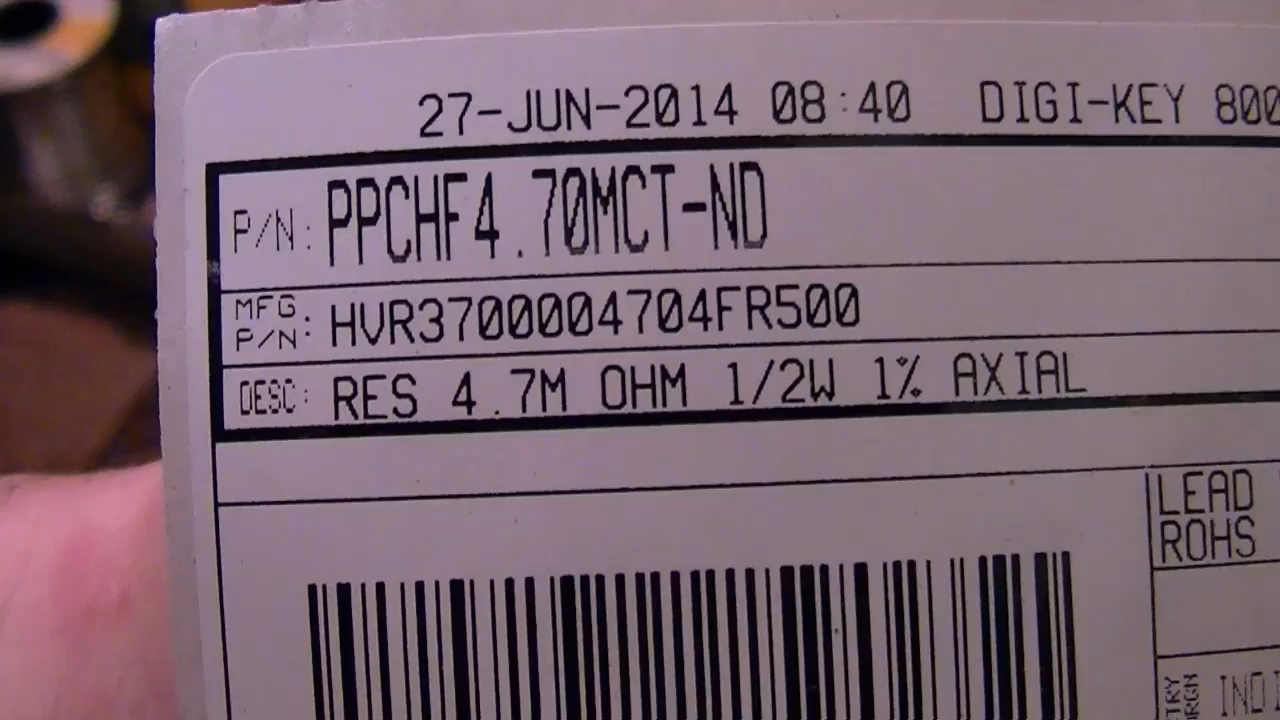 27-JUN-2014 08:40 DIGI-KEY 800
P/N: PPCHF4.70MCT-ND
MFG P/N: HVR3700004704FR500
DESC: RES 4.7M OHM 1/2W 1% AXIAL
LEAD
ROHS